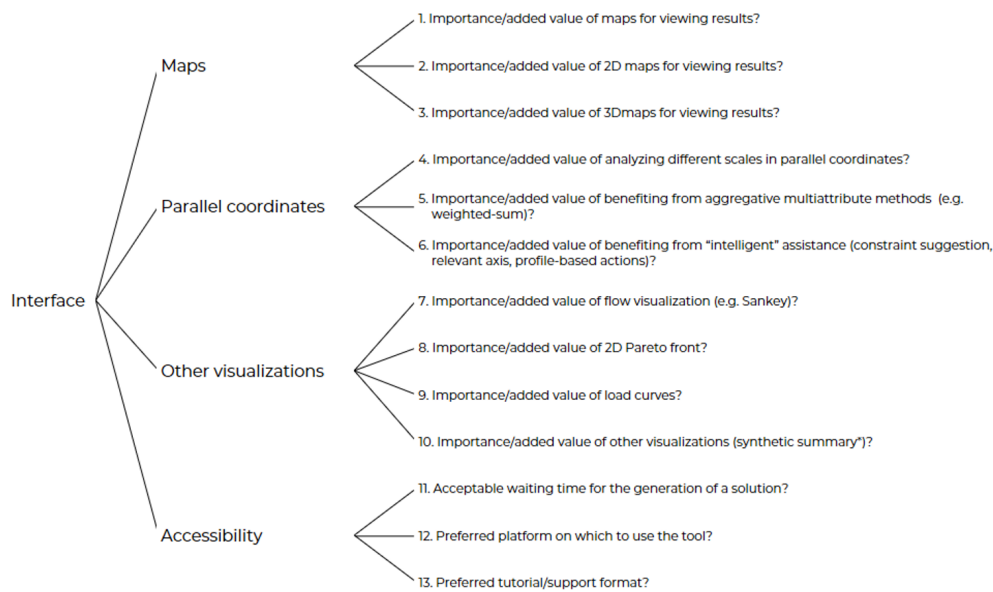 1. Importance/added value of maps for viewing results?
Maps
2. Importance/added value of 2D maps for viewing results?
3. Importance/added value of 3Dmaps for viewing results?
4. Importance/added value of analyzing different scales in parallel coordinates?
Parallel coordinates
5. Importance/added value of benefiting from aggregative multiattribute methods (e.g.
weighted-sum)?
6. Importance/added value of benefiting from “intelligent” assistance (constraint suggestion,
relevant axis, profile-based actions)?
Interface
7. Importance/added value of flow visualization (e.g. Sankey)?
8. Importance/added value of 2D Pareto front?
Other visualizations
9. Importance/added value of load curves?
10. Importance/added value of other visualizations (synthetic summary*)?
11. Acceptable waiting time for the generation of a solution?
Accessibility
12. Preferred platform on which to use the tool?
13. Preferred tutorial/support format?